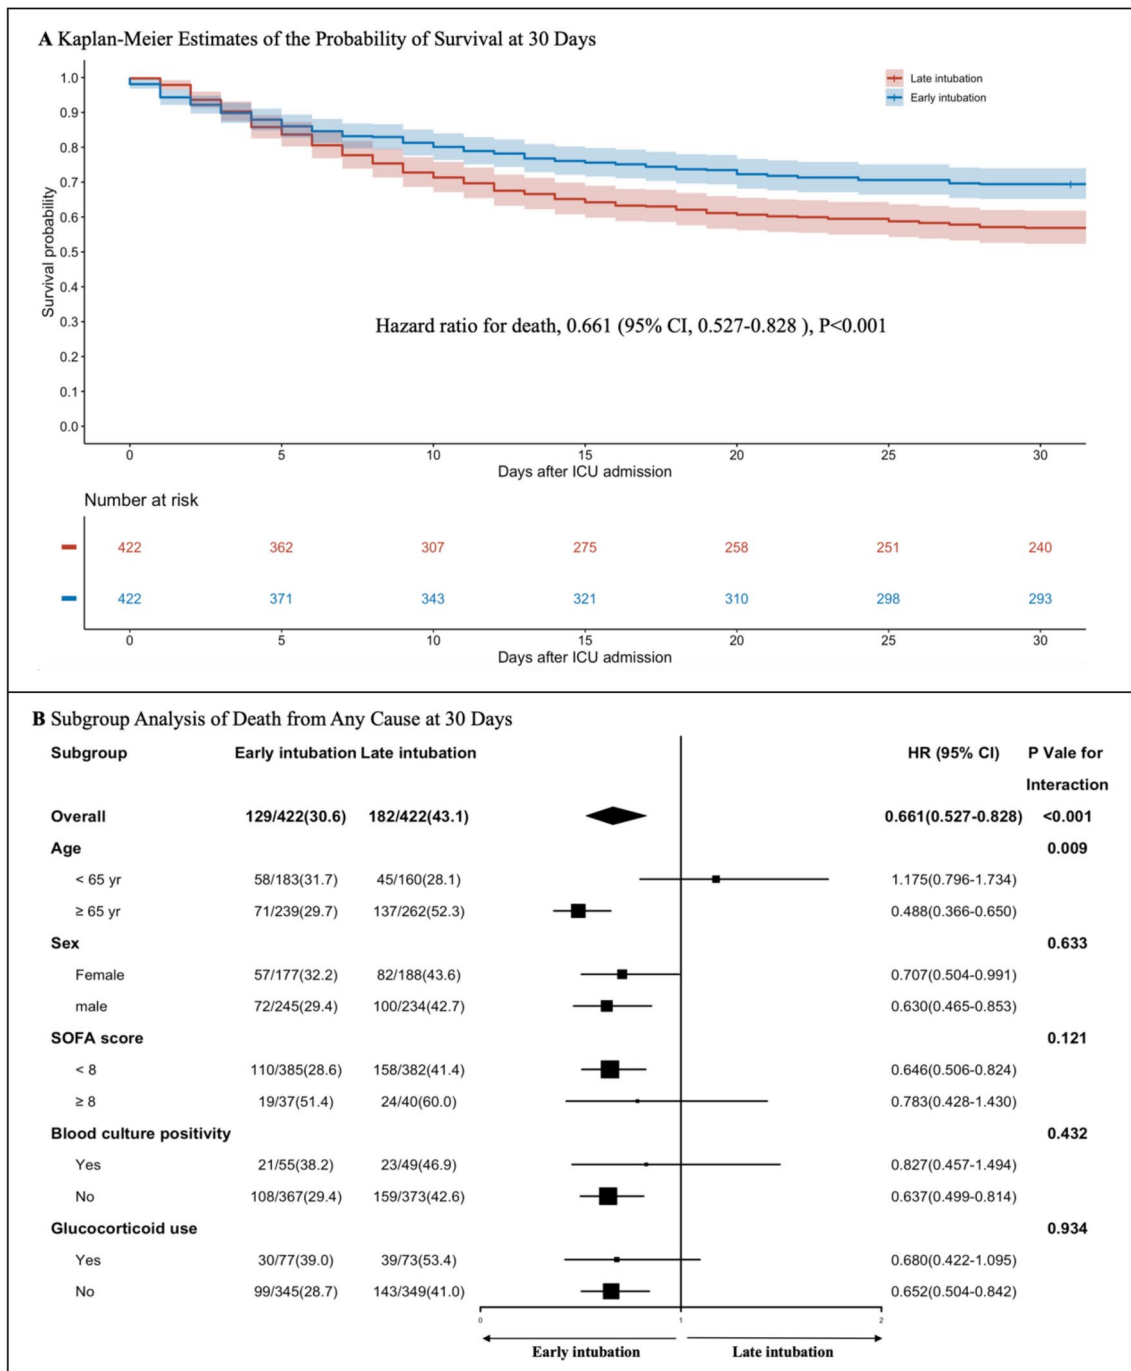 A Kaplan-Meier Estimates of the Probability of Survival at 30 Days
1.0
0.9
0.8
0.7
0.6
0.5
0.4
0.3
0.2
0.1
0.0
Survival probability
Late intubation
Early intubation
Hazard ratio for death, 0.661 (95% CI, 0.527-0.828 ), P<0.001
0 5 10 15 20 25 30
Days after ICU admission
Number at risk
422 362 307 275 258 251 240
422 371 343 321 310 298 293
0 5 10 15 20 25 30
Days after ICU admission
B Subgroup Analysis of Death from Any Cause at 30 Days
Subgroup Early intubation Late intubation HR (95% CI) P Vale for
Interaction
Overall 129/422(30.6) 182/422(43.1) 0.661(0.527-0.828) <0.001
Age 0.009
< 65 yr 58/183(31.7) 45/160(28.1) 1.175(0.796-1.734)
≥ 65 yr 71/239(29.7) 137/262(52.3) 0.488(0.366-0.650)
Sex 0.633
Female 57/177(32.2) 82/188(43.6) 0.707(0.504-0.991)
male 72/245(29.4) 100/234(42.7) 0.630(0.465-0.853)
SOFA score 0.121
< 8 110/385(28.6) 158/382(41.4) 0.646(0.506-0.824)
≥ 8 19/37(51.4) 24/40(60.0) 0.783(0.428-1.430)
Blood culture positivity 0.432
Yes 21/55(38.2) 23/49(46.9) 0.827(0.457-1.494)
No 108/367(29.4) 159/373(42.6) 0.637(0.499-0.814)
Glucocorticoid use 0.934
Yes 30/77(39.0) 39/73(53.4) 0.680(0.422-1.095)
No 99/345(28.7) 143/349(41.0) 0.652(0.504-0.842)
0 1 2
Early intubation Late intubation